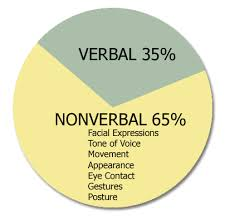 VERBAL 35%
NONVERBAL 65%
Facial Expressions
Tone of Voice
Movement
Appearance
Eye Contact
Gestures
Posture